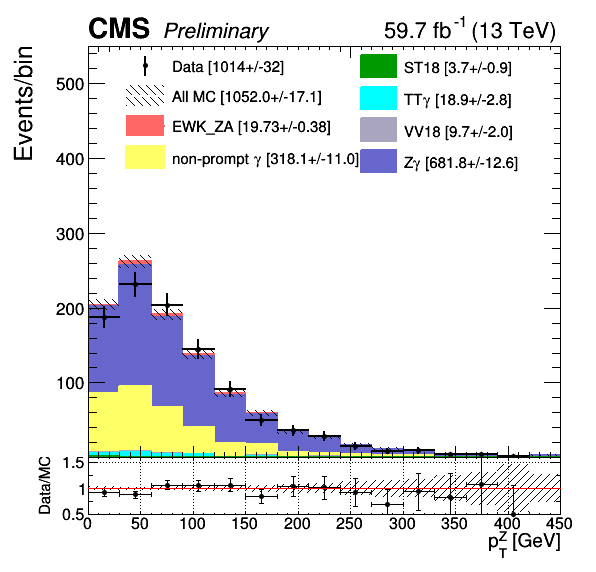 CMS Preliminary 59.7 fb⁻¹ (13 TeV)
Events/bin
500
400
300
200
100
Data [1014+/-32]
All MC [1052.0+/-17.1]
EWK_ZA [19.73+/-0.38]
non-prompt γ [318.1+/-11.0]
ST18 [3.7+/-0.9]
TTγ [18.9+/-2.8]
VV18 [9.7+/-2.0]
Zγ [681.8+/-12.6]
Data/MC
1.5
1
0.5
0 50 100 150 200 250 300 350 400 450
p_T^Z [GeV]